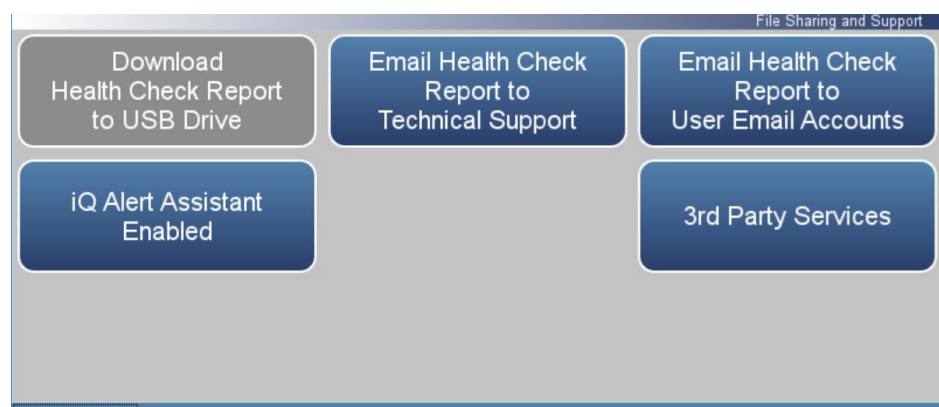 File Sharing and Support
Download
Health Check Report
to USB Drive
Email Health Check
Report to
Technical Support
Email Health Check
Report to
User Email Accounts
iQ Alert Assistant
Enabled
3rd Party Services